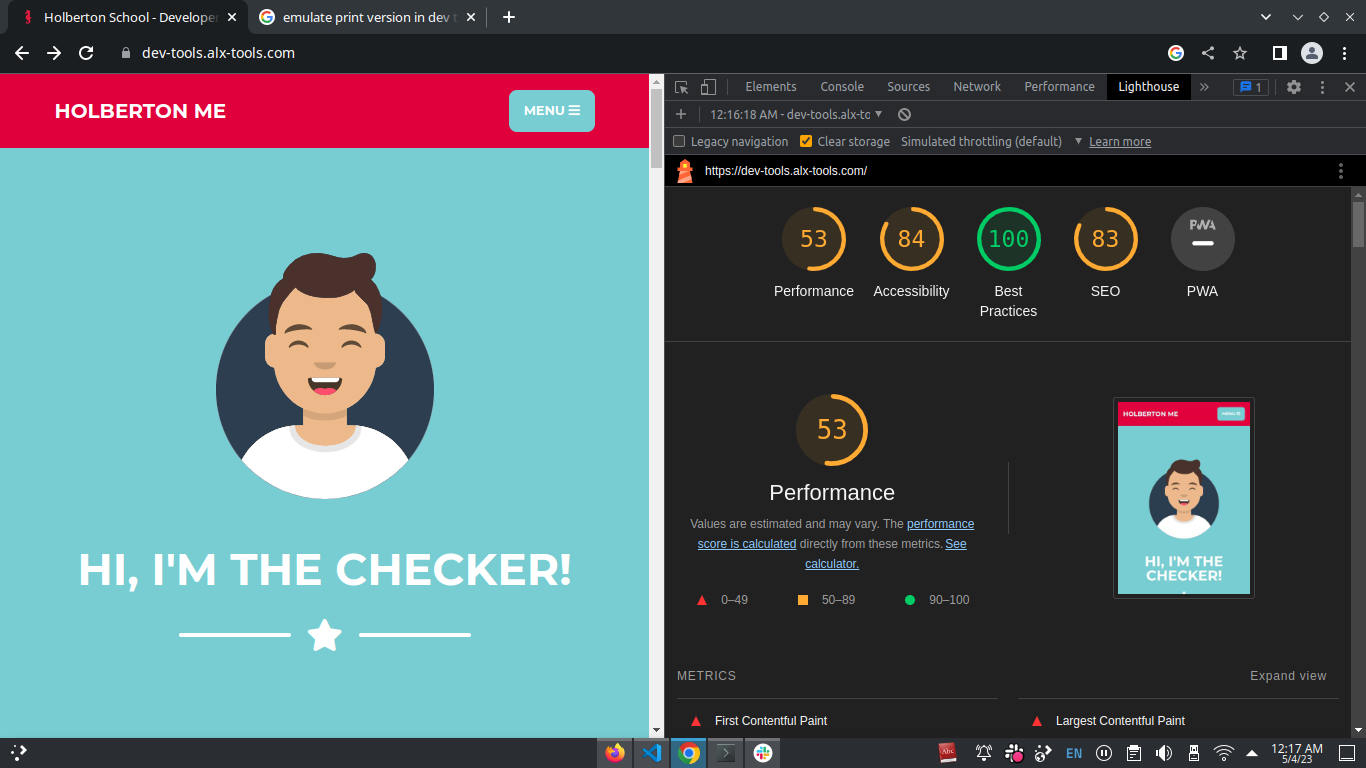 Holberton School - Developer
emulate print version in dev t
dev-tools.alx-tools.com
HOLBERTON ME
MENU
HI, I'M THE CHECKER!
Elements
Console
Sources
Network
Performance
Lighthouse
1
12:16:18 AM - dev-tools.alx-to
Legacy navigation
Clear storage
Simulated throttling (default)
Learn more
https://dev-tools.alx-tools.com/
53
84
100
83
PWA
Performance
Accessibility
Best
Practices
SEO
PWA
53
Performance
Values are estimated and may vary. The performance
score is calculated directly from these metrics. See
calculator.
0–49
50–89
90–100
HOLBERTON ME
MENU
HI, I'M THE
CHECKER!
METRICS
Expand view
First Contentful Paint
Largest Contentful Paint
Abc
EN
12:17 AM
5/4/23